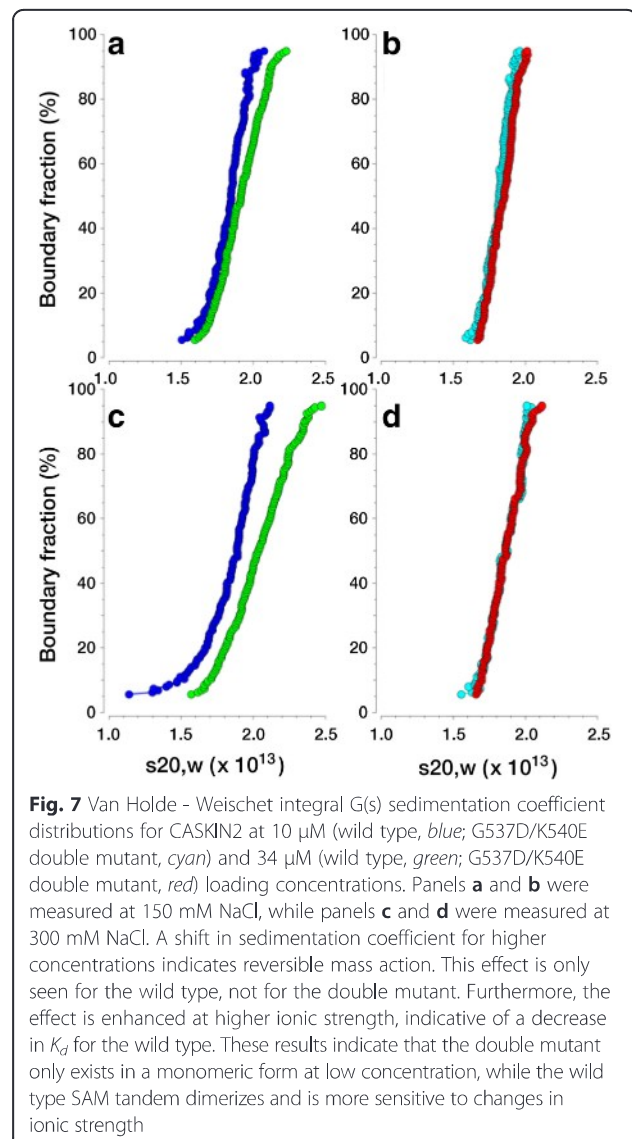 a
b
100
80
60
40
20
0
Boundary fraction (%)
100
80
60
40
20
0
Boundary fraction (%)
1.0 1.5 2.0 2.5
1.0 1.5 2.0 2.5
c
d
100
80
60
40
20
0
Boundary fraction (%)
100
80
60
40
20
0
Boundary fraction (%)
1.0 1.5 2.0 2.5
1.0 1.5 2.0 2.5
s20,w (x 10¹³)
s20,w (x 10¹³)
Fig. 7 Van Holde - Weischet integral G(s) sedimentation coefficient
distributions for CASKIN2 at 10 μM (wild type, blue; G537D/K540E
double mutant, cyan) and 34 μM (wild type, green; G537D/K540E
double mutant, red) loading concentrations. Panels a and b were
measured at 150 mM NaCl, while panels c and d were measured at
300 mM NaCl. A shift in sedimentation coefficient for higher
concentrations indicates reversible mass action. This effect is only
seen for the wild type, not for the double mutant. Furthermore, the
effect is enhanced at higher ionic strength, indicative of a decrease
in Kd for the wild type. These results indicate that the double mutant
only exists in a monomeric form at low concentration, while the wild
type SAM tandem dimerizes and is more sensitive to changes in
ionic strength